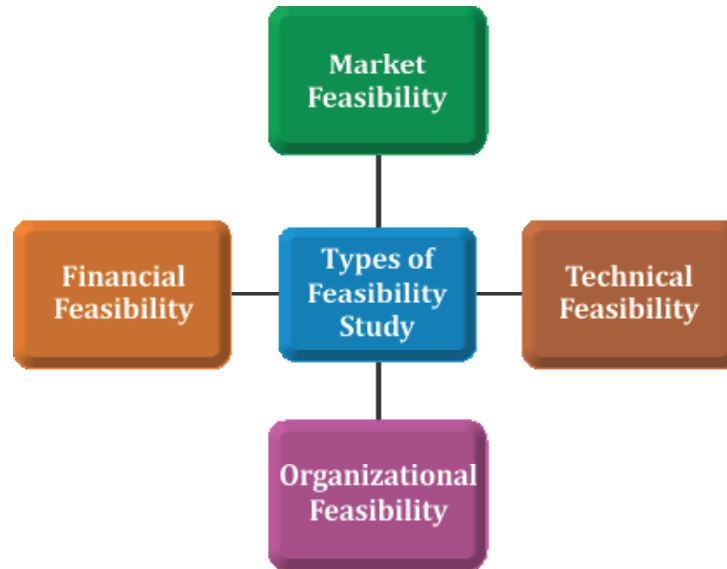 Market
Feasibility
Financial
Feasibility
Types of
Feasibility
Study
Technical
Feasibility
Organizational
Feasibility